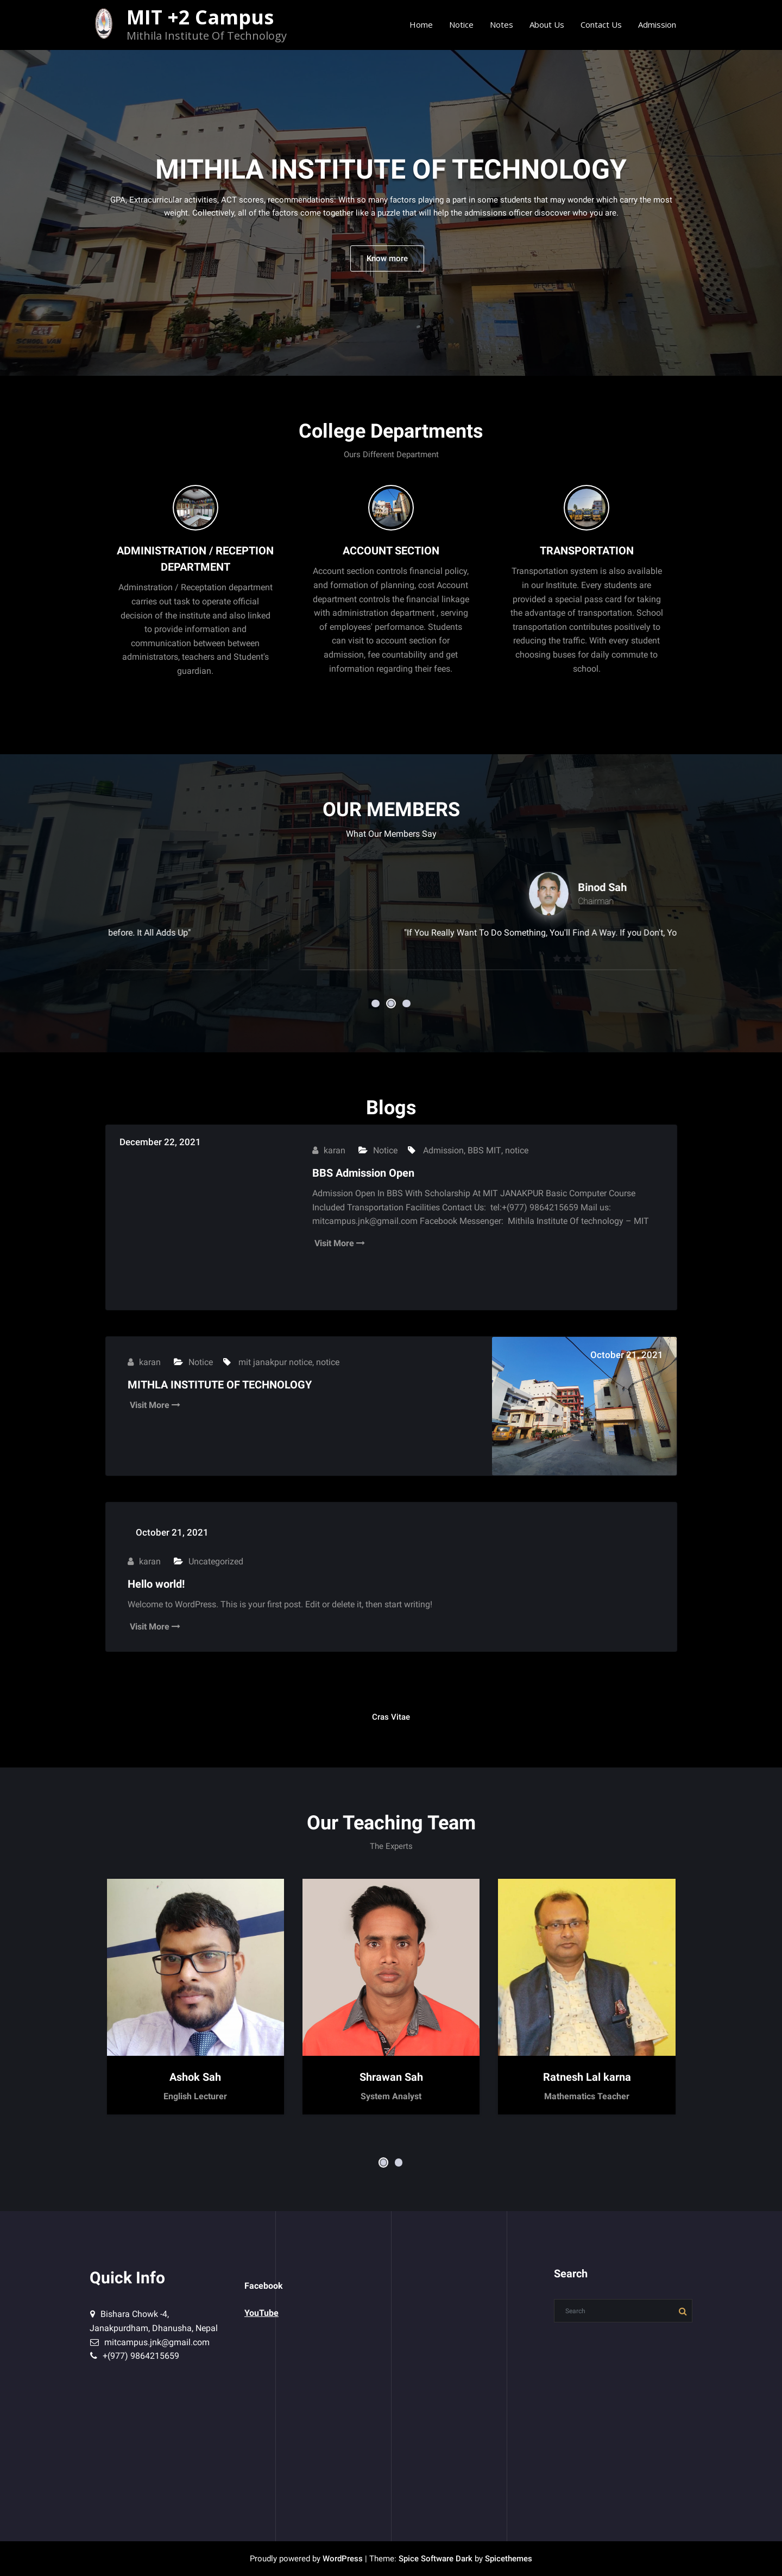 MIT +2 Campus
Mithila Institute Of Technology
Home Notice Notes About Us Contact Us Admission
MITHILA INSTITUTE OF TECHNOLOGY
GPA, Extracurricular activities, ACT scores, recommendations: With so many factors playing a part in some students that may wonder which carry the most
weight. Collectively, all of the factors come together like a puzzle that will help the admissions officer disocover who you are.
Know more
College Departments
Ours Different Department
ADMINISTRATION / RECEPTION
DEPARTMENT
Adminstration / Receptation department
carries out task to operate official
decision of the institute and also linked
to provide information and
communication between between
administrators, teachers and Student's
guardian.
ACCOUNT SECTION
Account section controls financial policy,
and formation of planning, cost Account
department controls the financial linkage
with administration department , serving
of employees' performance. Students
can visit to account section for
admission, fee countability and get
information regarding their fees.
TRANSPORTATION
Transportation system is also available
in our Institute. Every students are
provided a special pass card for taking
the advantage of transportation. School
transportation contributes positively to
reducing the traffic. With every student
choosing buses for daily commute to
school.
OUR MEMBERS
What Our Members Say
Binod Sah
Chairman
before. It All Adds Up"
"If You Really Want To Do Something, You'll Find A Way. If you Don't, Yo
Blogs
December 22, 2021
karan Notice Admission, BBS MIT, notice
BBS Admission Open
Admission Open In BBS With Scholarship At MIT JANAKPUR Basic Computer Course
Included Transportation Facilities Contact Us: tel:+(977) 9864215659 Mail us:
mitcampus.jnk@gmail.com Facebook Messenger: Mithila Institute Of technology – MIT
Visit More
karan Notice mit janakpur notice, notice
MITHLA INSTITUTE OF TECHNOLOGY
Visit More
October 21, 2021
October 21, 2021
karan Uncategorized
Hello world!
Welcome to WordPress. This is your first post. Edit or delete it, then start writing!
Visit More
Cras Vitae
Our Teaching Team
The Experts
Ashok Sah
English Lecturer
Shrawan Sah
System Analyst
Ratnesh Lal karna
Mathematics Teacher
Quick Info
Bishara Chowk -4,
Janakpurdham, Dhanusha, Nepal
mitcampus.jnk@gmail.com
+(977) 9864215659
Facebook
YouTube
Search
Search
Proudly powered by WordPress | Theme: Spice Software Dark by Spicethemes